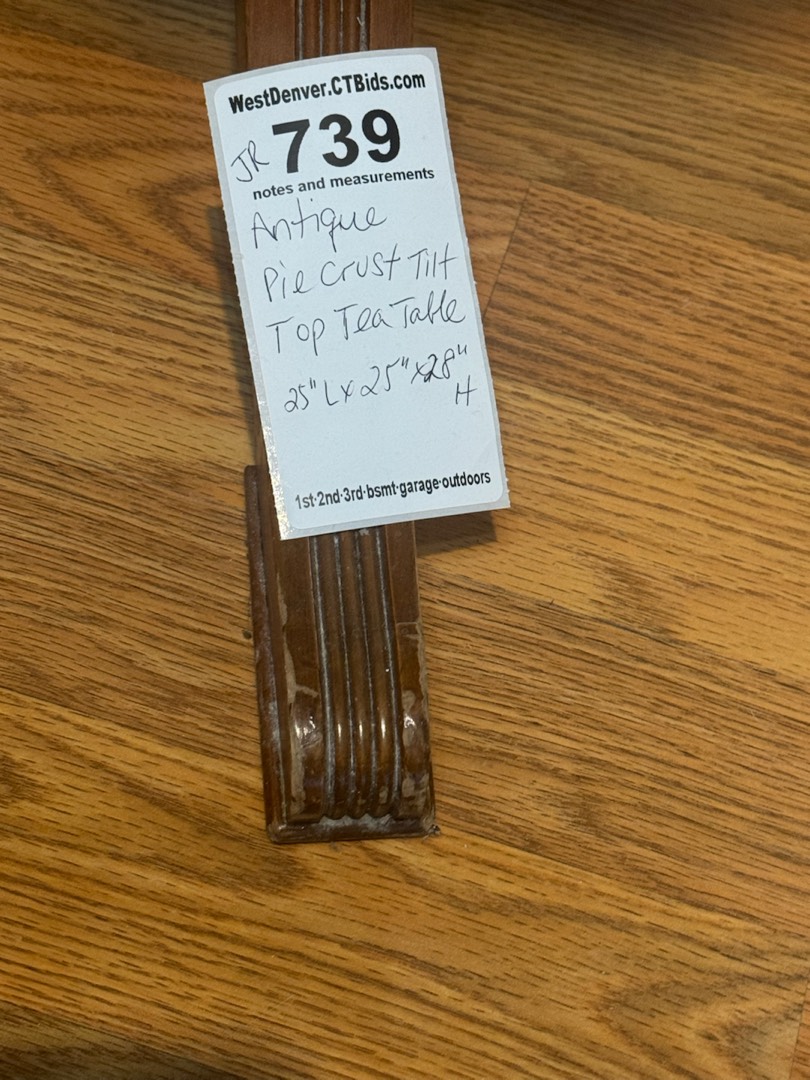 WestDenver.CTBids.com
JR 739
notes and measurements
Antique
Pie Crust Tilt
Top Tea Table
25" L x 25" x 28"
H
1st·2nd·3rd·bsmt·garage·outdoors